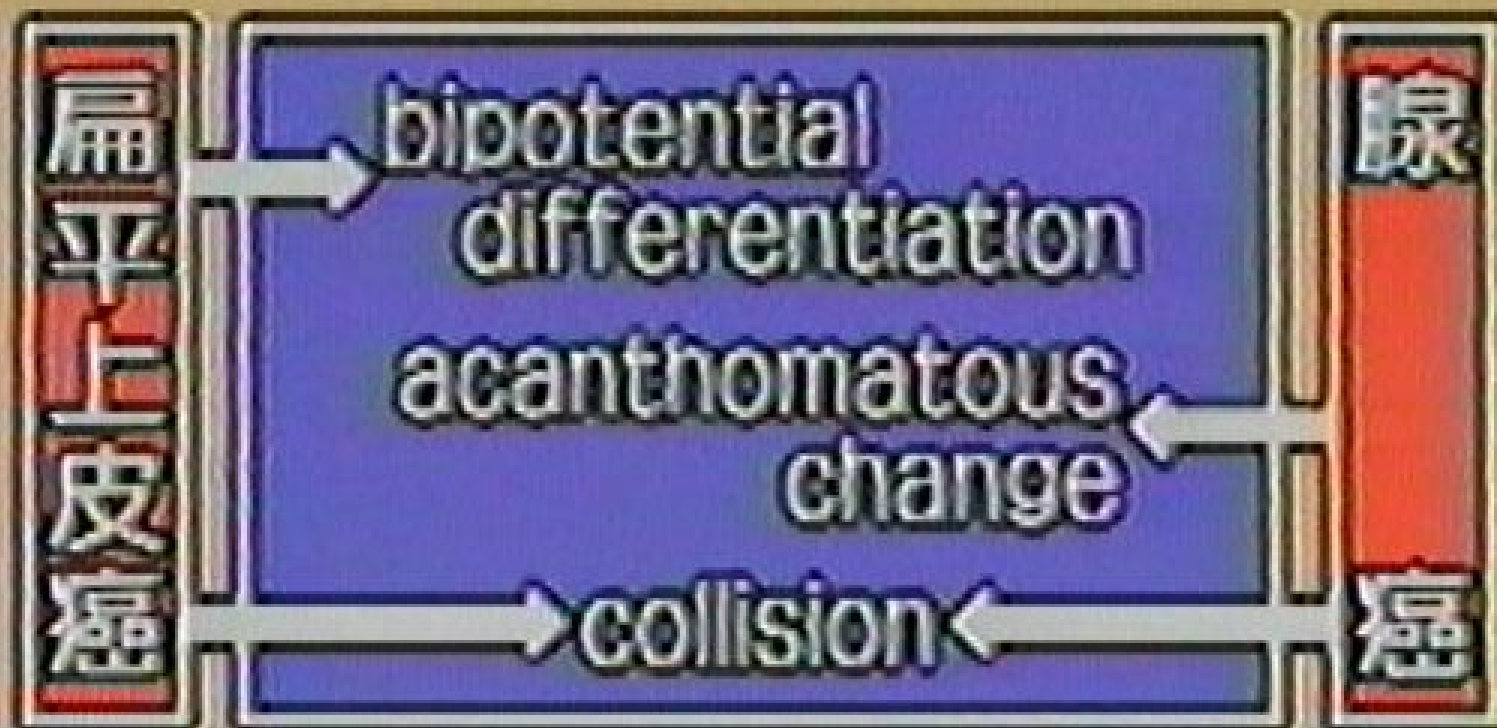 扁平上皮癌
bipotential
differentiation
acanthomatous
change
collision
腺癌